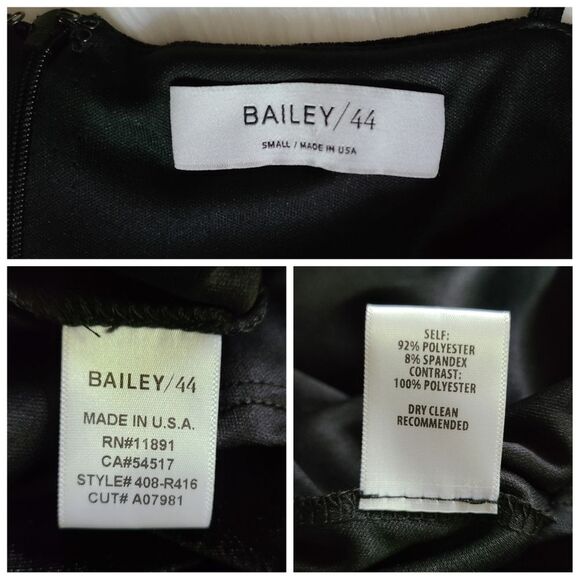 BAILEY/44
SMALL / MADE IN USA
BAILEY/44
MADE IN U.S.A.
RN#11891
CA#54517
STYLE# 408-R416
CUT# A07981
SELF:
92% POLYESTER
8% SPANDEX
CONTRAST:
100% POLYESTER
DRY CLEAN
RECOMMENDED